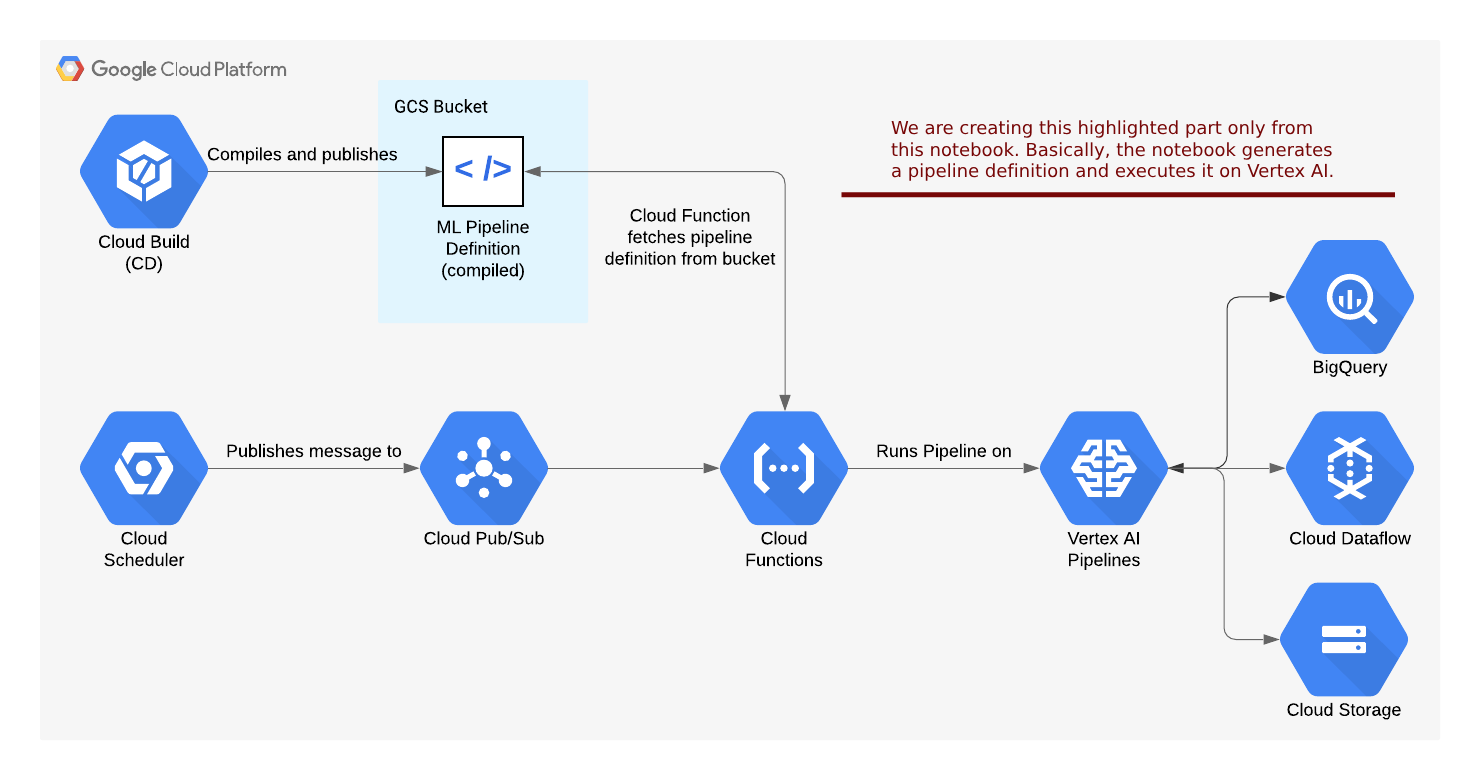 Google Cloud Platform
GCS Bucket
We are creating this highlighted part only from
this notebook. Basically, the notebook generates
a pipeline definition and executes it on Vertex AI.
Compiles and publishes
< />
Cloud Build
(CD)
ML Pipeline
Definition
(compiled)
Cloud Function
fetches pipeline
definition from bucket
BigQuery
Publishes message to
Runs Pipeline on
Cloud
Scheduler
Cloud Pub/Sub
Cloud
Functions
Vertex AI
Pipelines
Cloud Dataflow
Cloud Storage